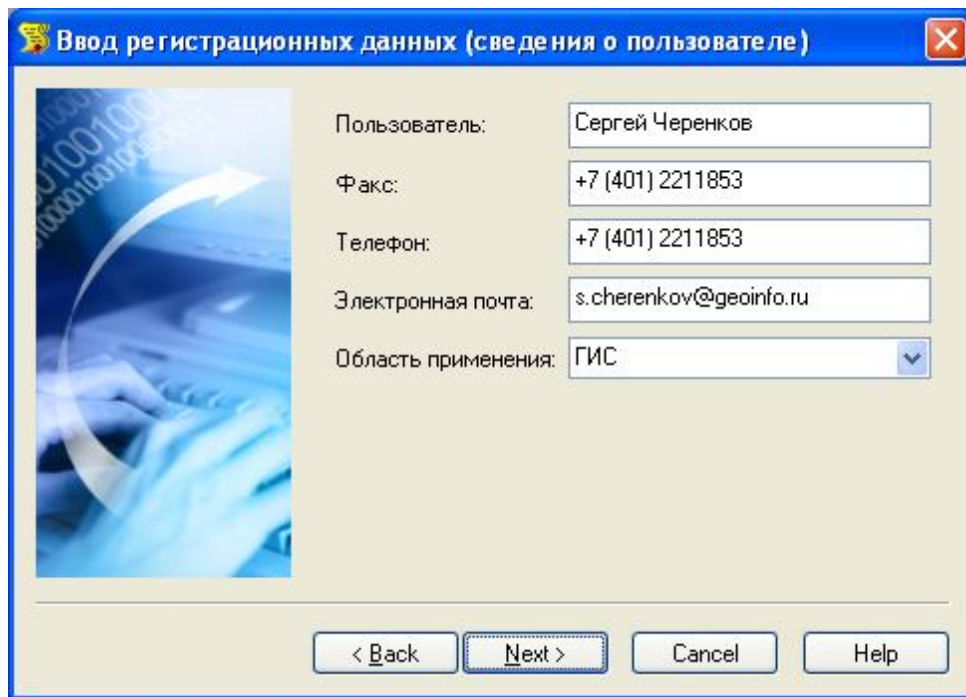 Ввод регистрационных данных (сведения о пользователе)
Пользователь: Сергей Черенков
Факс: +7 (401) 2211853
Телефон: +7 (401) 2211853
Электронная почта: s.cherenkov@geoinfo.ru
Область применения: ГИС
< Back Next > Cancel Help